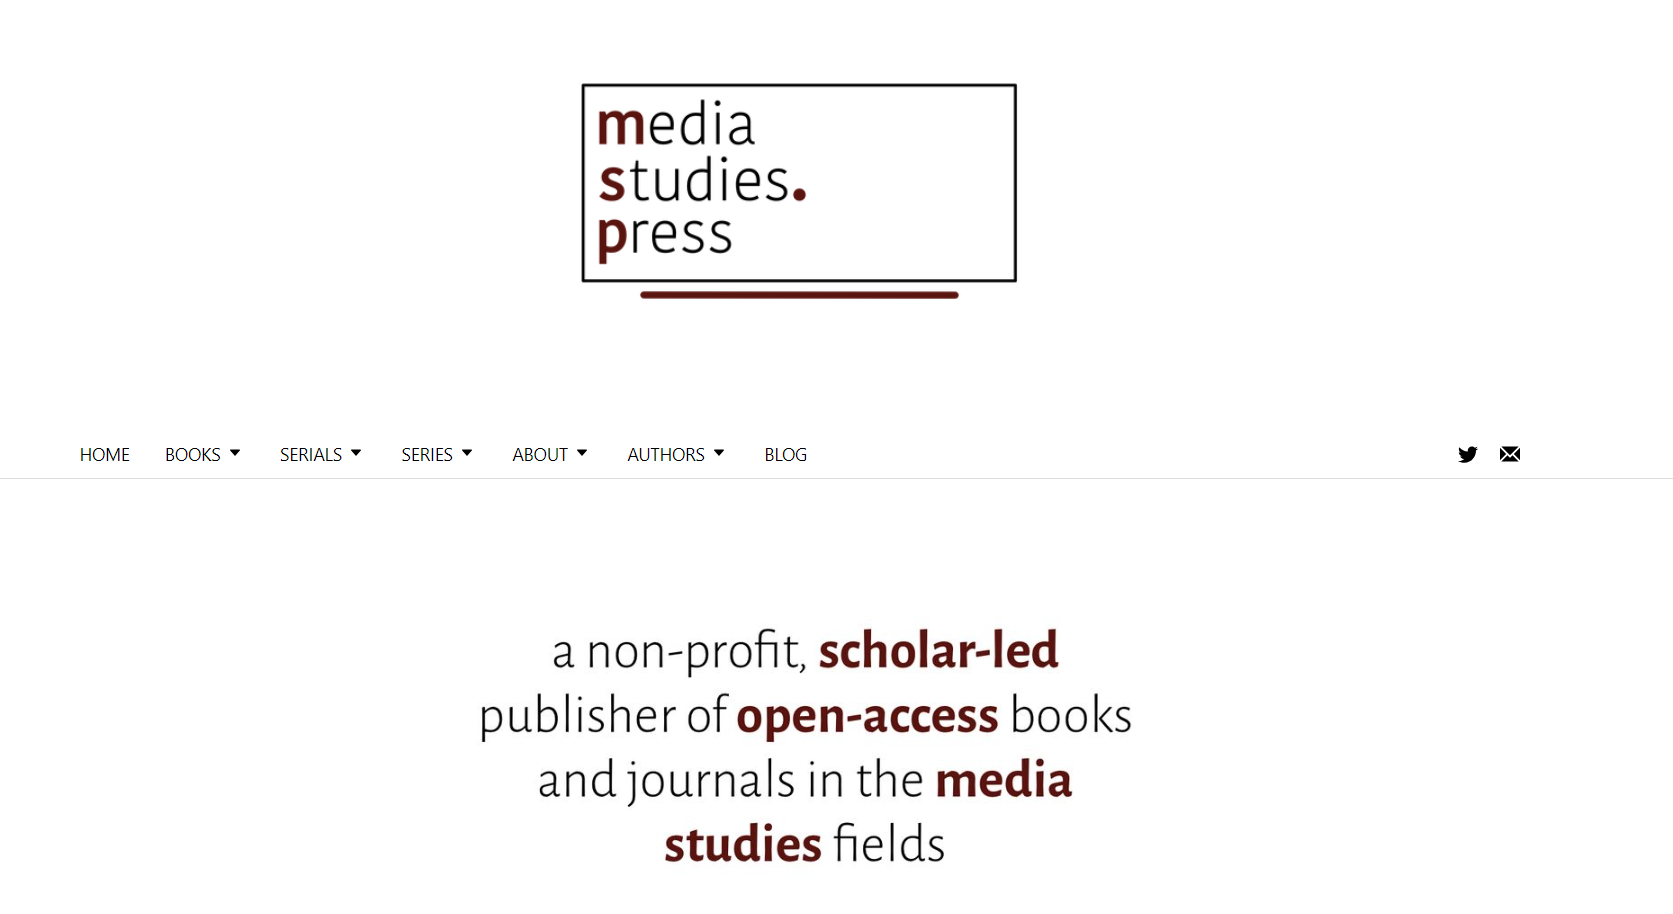 media
studies.
press
HOME BOOKS SERIALS SERIES ABOUT AUTHORS BLOG
a non-profit, scholar-led
publisher of open-access books
and journals in the media
studies fields